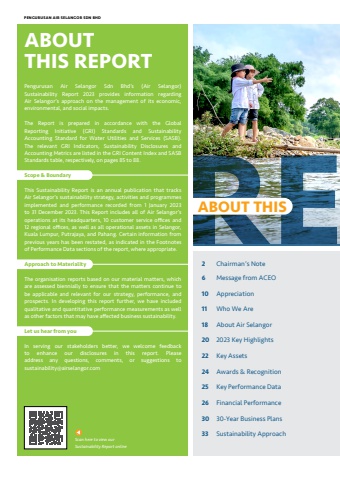 PENGURUSAN AIR SELANGOR SDN BHD
ABOUT
THIS REPORT
Pengurusan Air Selangor Sdn Bhd's (Air Selangor)
Sustainability Report 2023 provides information regarding
Air Selangor's approach on the management of its economic,
environmental, and social impacts.
The Report is prepared in accordance with the Global
Reporting Initiative (GRI) Standards and Sustainability
Accounting Standard for Water Utilities and Services (SASB).
The relevant GRI Indicators, Sustainability Disclosures and
Accounting Metrics are listed in the GRI Content Index and SASB
Standards table, respectively, on pages 85 to 88.
Scope & Boundary
This Sustainability Report is an annual publication that tracks
Air Selangor's sustainability strategy, activities and programmes
implemented and performance recorded from 1 January 2023
to 31 December 2023. This Report includes all of Air Selangor's
operations at its headquarters, 10 customer service offices and
12 regional offices, as well as all operational assets in Selangor,
Kuala Lumpur, Putrajaya, and Pahang. Certain information from
previous years has been restated, as indicated in the Footnotes
of Performance Data sections of the report, where appropriate.
Approach to Materiality
The organisation reports based on our material matters, which
are assessed biennially to ensure that the matters continue to
be applicable and relevant for our strategy, performance, and
prospects. In developing this report further, we have included
qualitative and quantitative performance measurements as well
as other factors that may have affected business sustainability.
Let us hear from you
In serving our stakeholders better, we welcome feedback
to enhance our disclosures in this report. Please
address any questions, comments, or suggestions to
sustainability@airselangor.com
Scan here to view our
Sustainability Report online
ABOUT THIS
2 Chairman's Note
6 Message from ACEO
10 Appreciation
11 Who We Are
18 About Air Selangor
20 2023 Key Highlights
22 Key Assets
24 Awards & Recognition
25 Key Performance Data
26 Financial Performance
30 30-Year Business Plans
33 Sustainability Approach